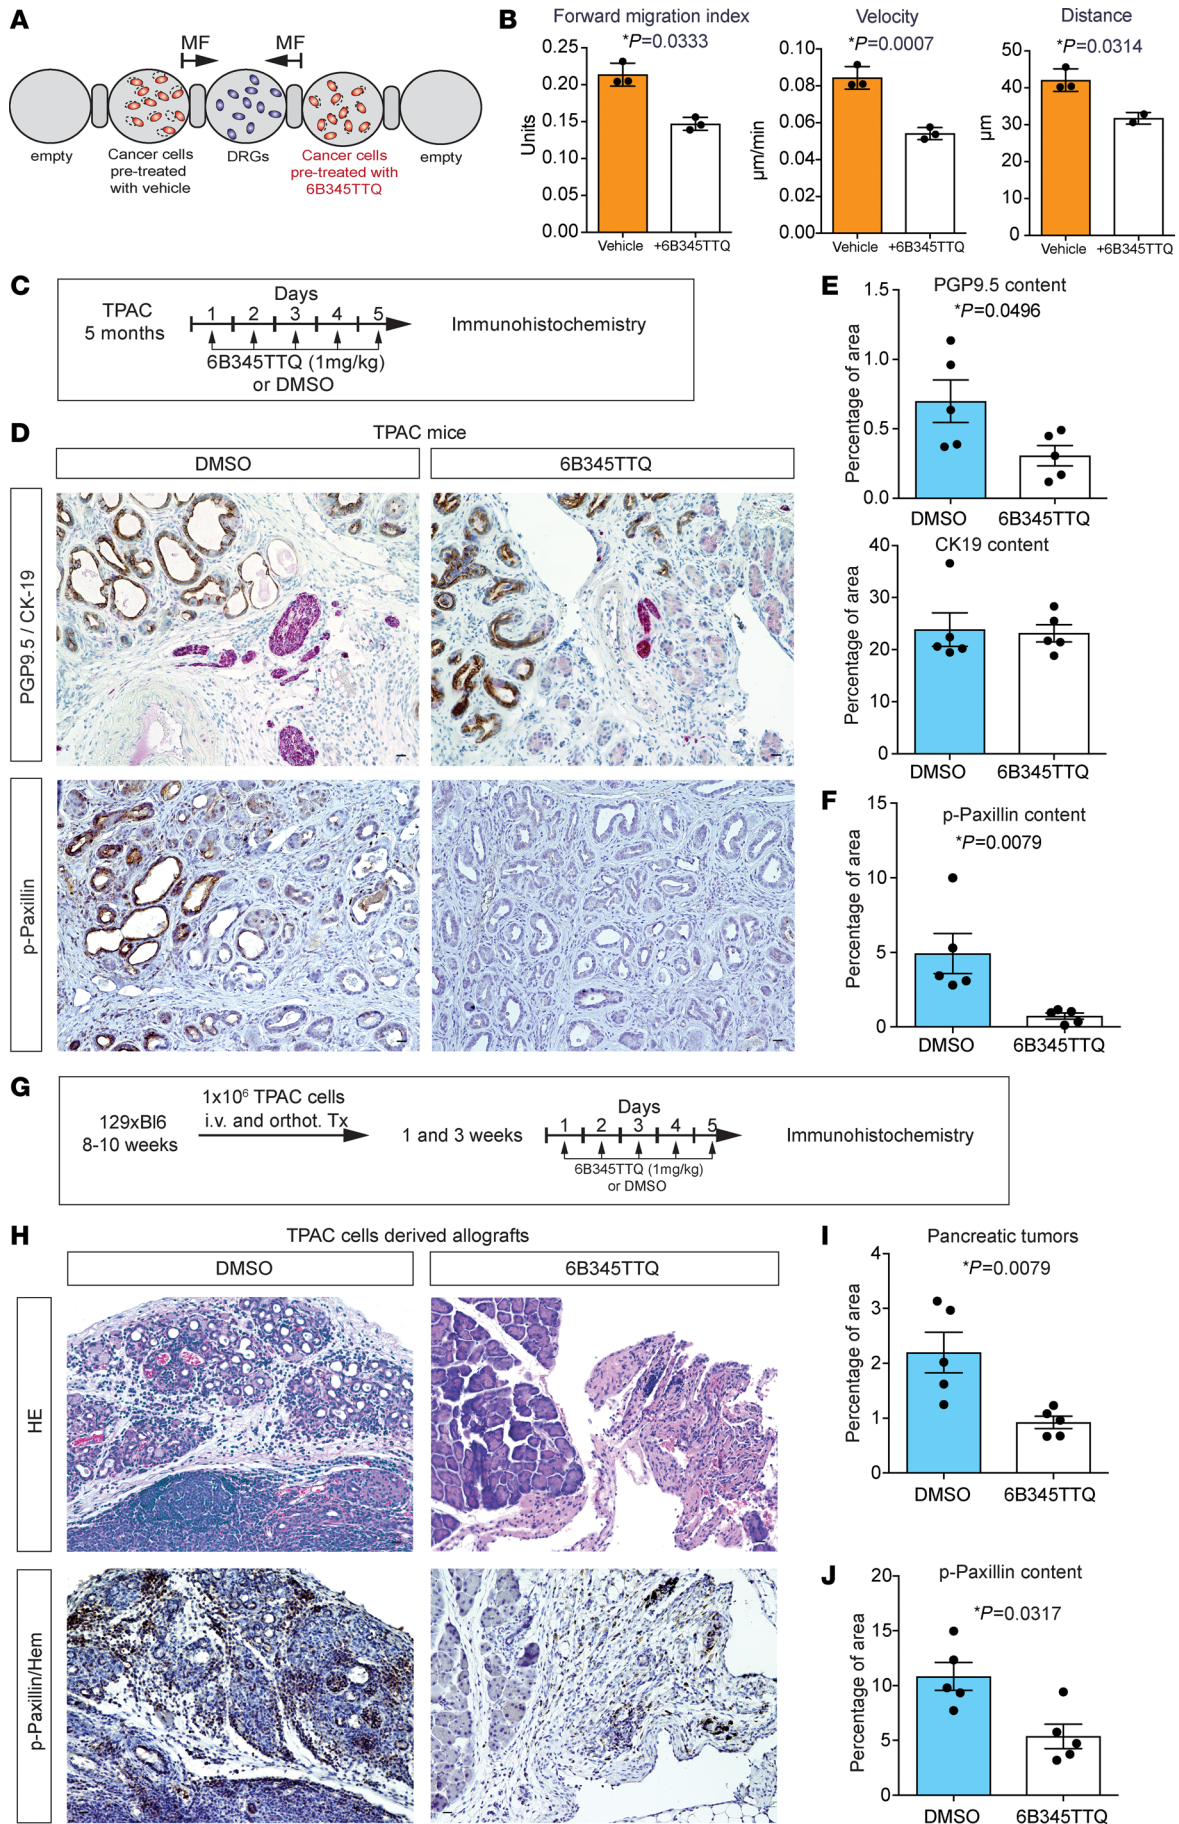 A
MF
MF
empty
Cancer cells
pre-treated
with vehicle
DRGs
Cancer cells
pre-treated with
6B345TTQ
empty
B
Forward migration index
*P=0.0333
Units
0.25
0.20
0.15
0.10
0.05
0.00
Vehicle
+6B345TTQ
Velocity
*P=0.0007
µm/min
0.10
0.08
0.06
0.04
0.02
0.00
Vehicle
+6B345TTQ
Distance
*P=0.0314
µm
50
40
30
20
10
0
Vehicle
+6B345TTQ
C
TPAC
5 months
Days
1 2 3 4 5
6B345TTQ (1mg/kg)
or DMSO
Immunohistochemistry
D
TPAC mice
DMSO
6B345TTQ
PGP9.5 / CK-19
p-Paxillin
E
PGP9.5 content
*P=0.0496
Percentage of area
1.5
1.0
0.5
0.0
DMSO
6B345TTQ
CK19 content
Percentage of area
40
30
20
10
0
DMSO
6B345TTQ
F
p-Paxillin content
*P=0.0079
Percentage of area
15
10
5
0
DMSO
6B345TTQ
G
129xBl6
8-10 weeks
1x10⁶ TPAC cells
i.v. and orthot. Tx
1 and 3 weeks
Days
1 2 3 4 5
6B345TTQ (1mg/kg)
or DMSO
Immunohistochemistry
H
TPAC cells derived allografts
DMSO
6B345TTQ
HE
p-Paxillin/Hem
I
Pancreatic tumors
*P=0.0079
Percentage of area
4
3
2
1
0
DMSO
6B345TTQ
J
p-Paxillin content
*P=0.0317
Percentage of area
20
15
10
5
0
DMSO
6B345TTQ